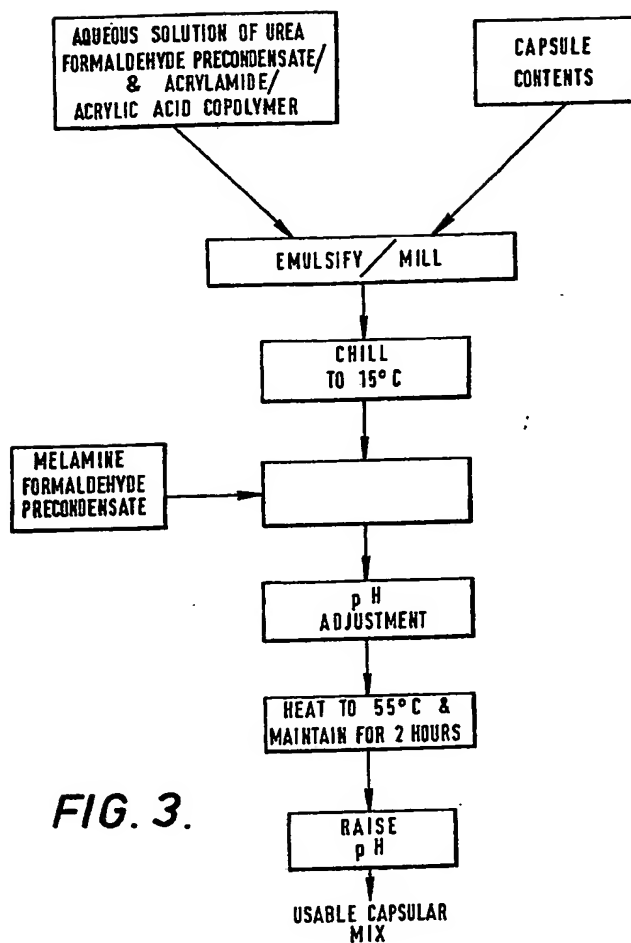 AQUEOUS SOLUTION OF UREA
FORMALDEHYDE PRECONDENSATE/
& ACRYLAMIDE/
ACRYLIC ACID COPOLYMER
CAPSULE
CONTENTS
EMULSIFY / MILL
CHILL
TO 15°C
MELAMINE
FORMALDEHYDE
PRECONDENSATE
pH
ADJUSTMENT
HEAT TO 55°C &
MAINTAIN FOR 2 HOURS
RAISE
pH
FIG. 3.
USABLE CAPSULAR
MIX